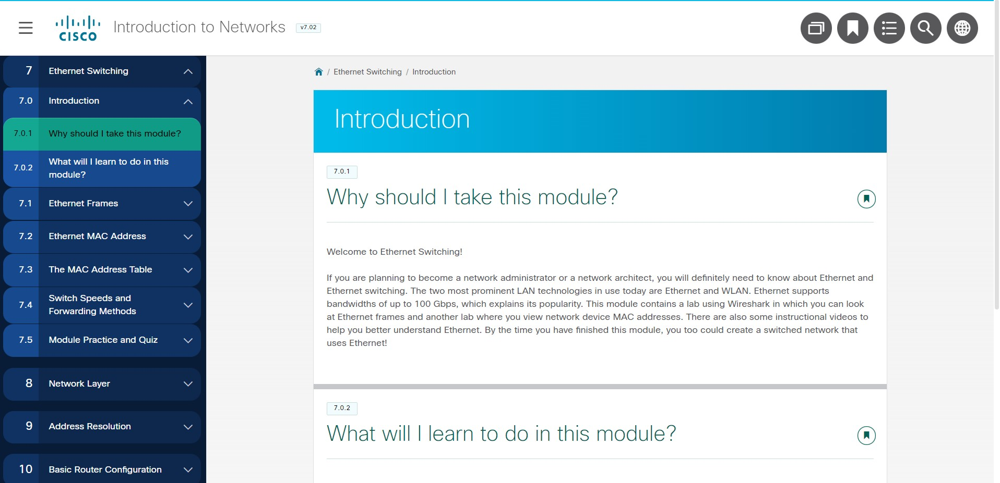 CISCO
Introduction to Networks
v7.02
7 Ethernet Switching
7.0 Introduction
7.0.1 Why should I take this module?
7.0.2 What will I learn to do in this
module?
7.1 Ethernet Frames
7.2 Ethernet MAC Address
7.3 The MAC Address Table
7.4 Switch Speeds and
Forwarding Methods
7.5 Module Practice and Quiz
8 Network Layer
9 Address Resolution
10 Basic Router Configuration
/ Ethernet Switching / Introduction
Introduction
7.0.1
Why should I take this module?
Welcome to Ethernet Switching!
If you are planning to become a network administrator or a network architect, you will definitely need to know about Ethernet and
Ethernet switching. The two most prominent LAN technologies in use today are Ethernet and WLAN. Ethernet supports
bandwidths of up to 100 Gbps, which explains its popularity. This module contains a lab using Wireshark in which you can look
at Ethernet frames and another lab where you view network device MAC addresses. There are also some instructional videos to
help you better understand Ethernet. By the time you have finished this module, you too could create a switched network that
uses Ethernet!
7.0.2
What will I learn to do in this module?